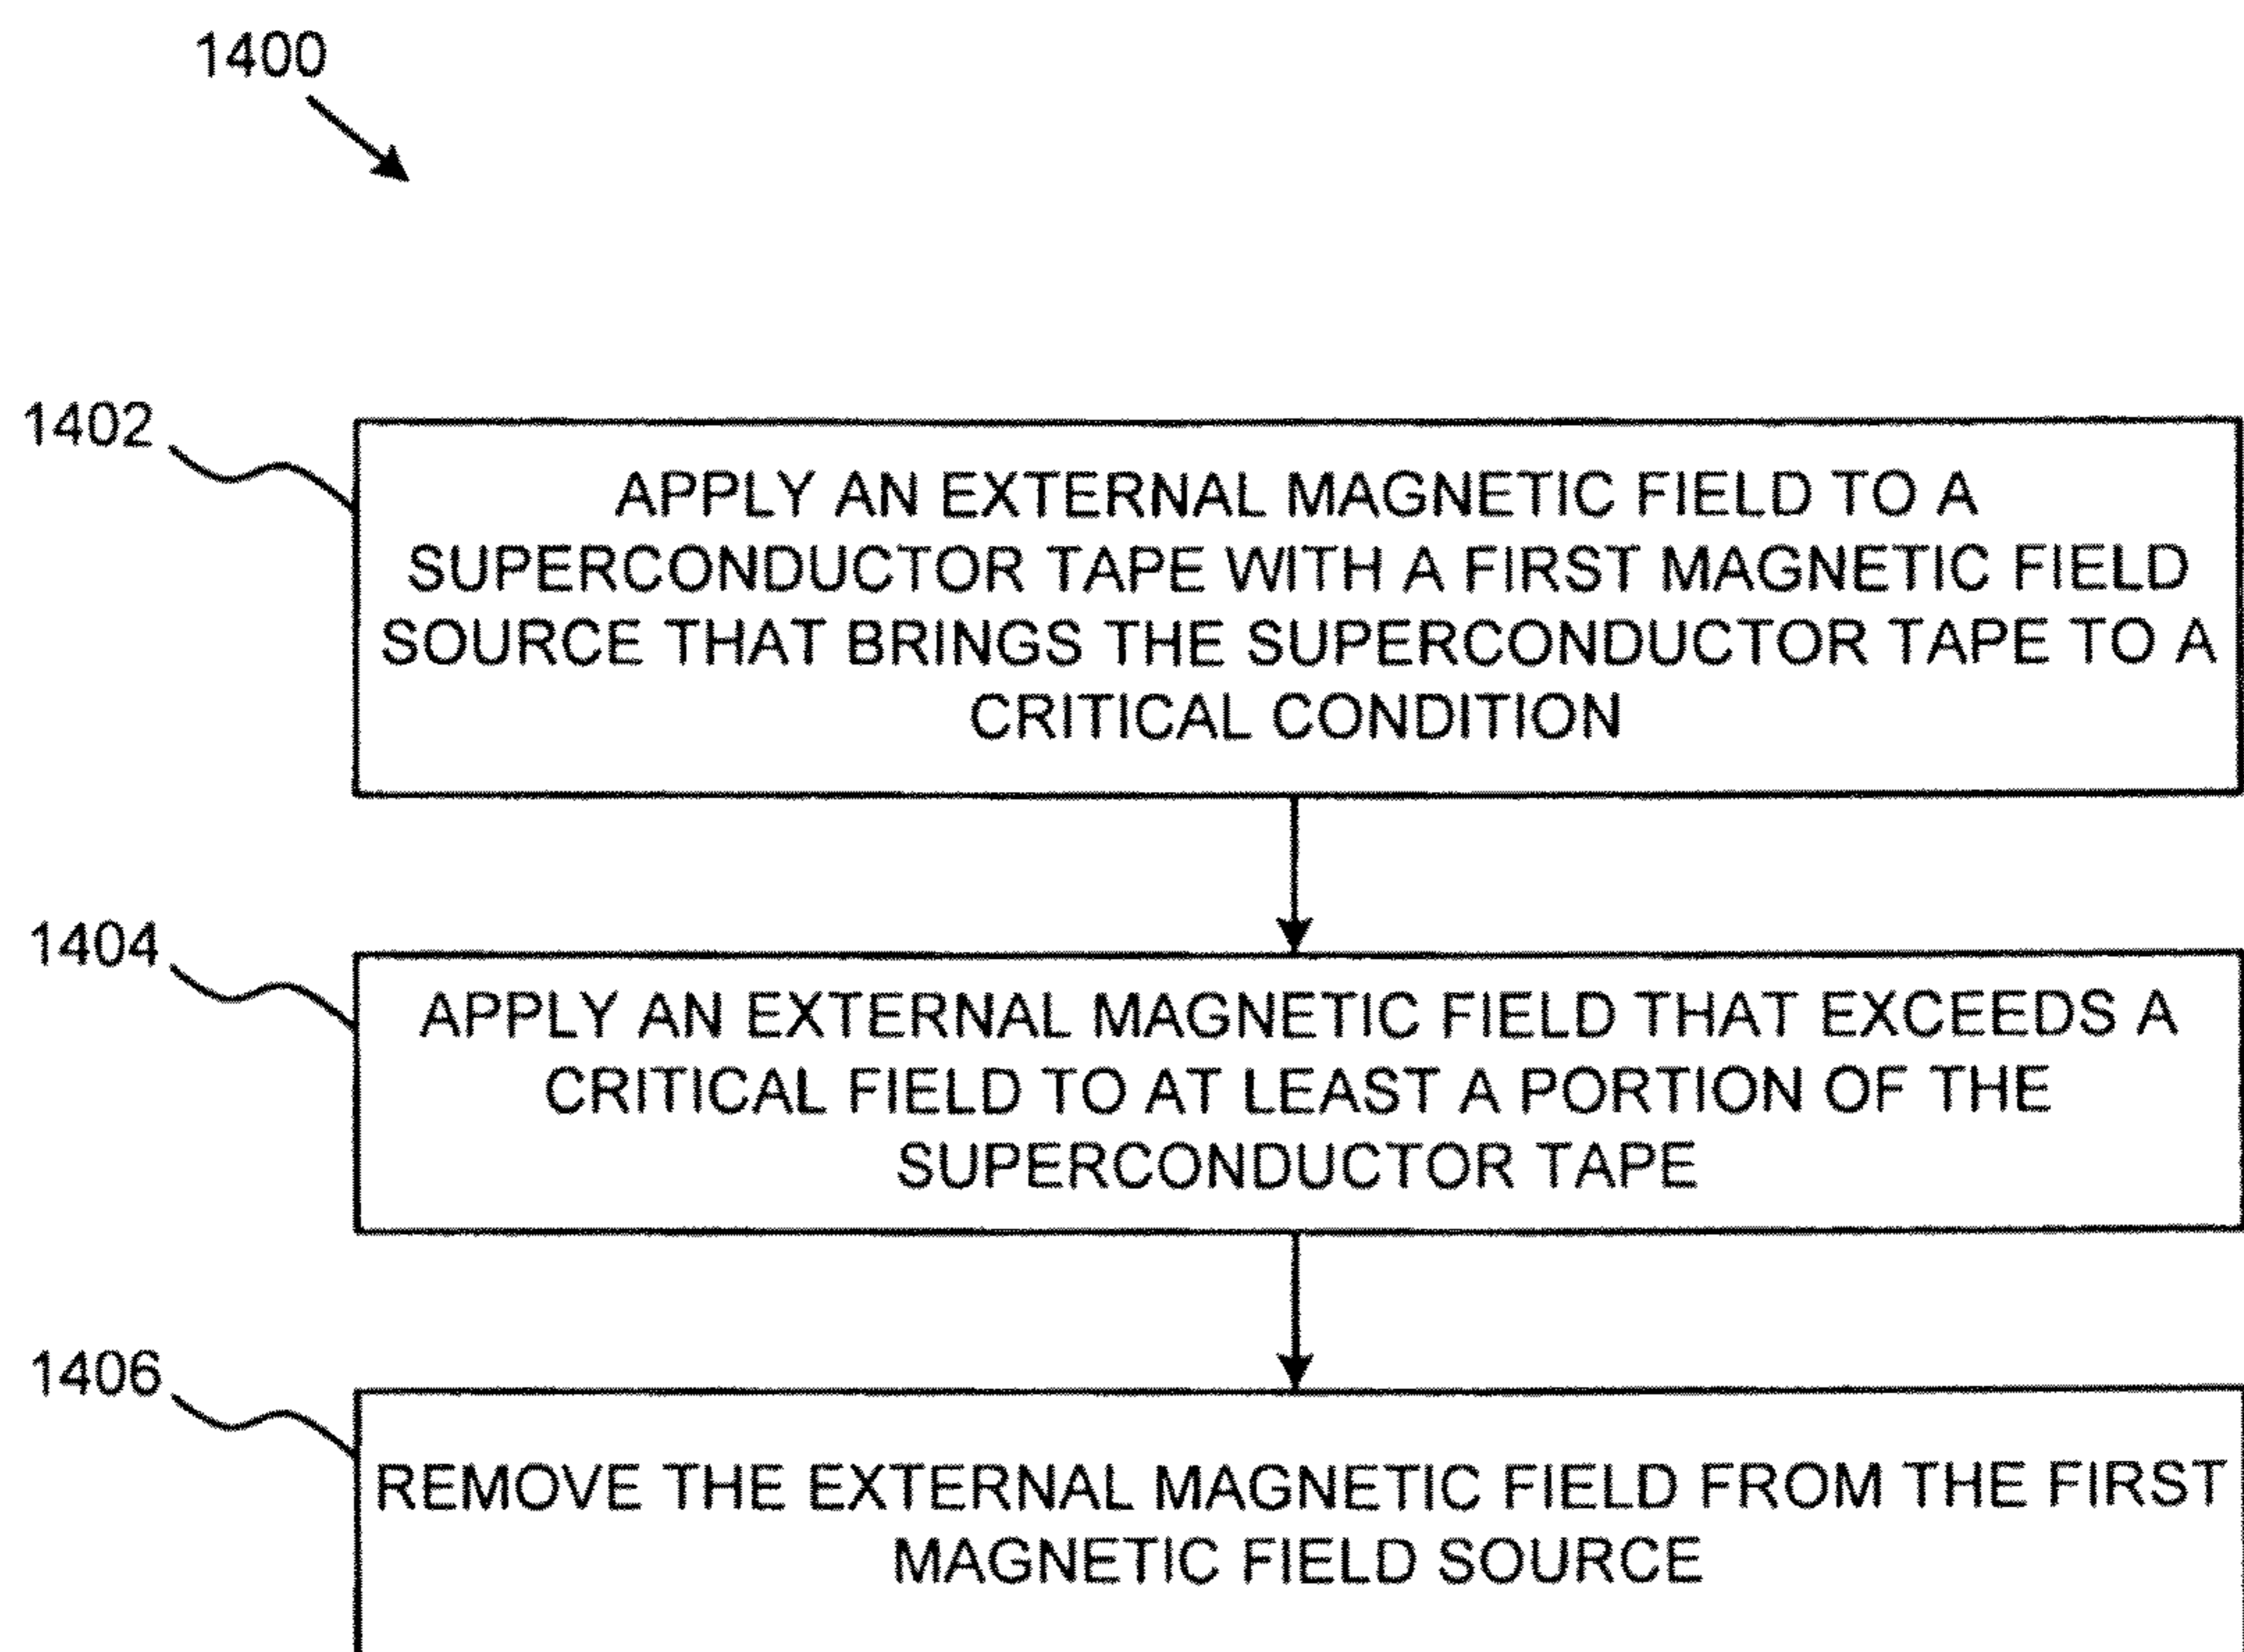 1400
1402
APPLY AN EXTERNAL MAGNETIC FIELD TO A
SUPERCONDUCTOR TAPE WITH A FIRST MAGNETIC FIELD
SOURCE THAT BRINGS THE SUPERCONDUCTOR TAPE TO A
CRITICAL CONDITION
1404
APPLY AN EXTERNAL MAGNETIC FIELD THAT EXCEEDS A
CRITICAL FIELD TO AT LEAST A PORTION OF THE
SUPERCONDUCTOR TAPE
1406
REMOVE THE EXTERNAL MAGNETIC FIELD FROM THE FIRST
MAGNETIC FIELD SOURCE